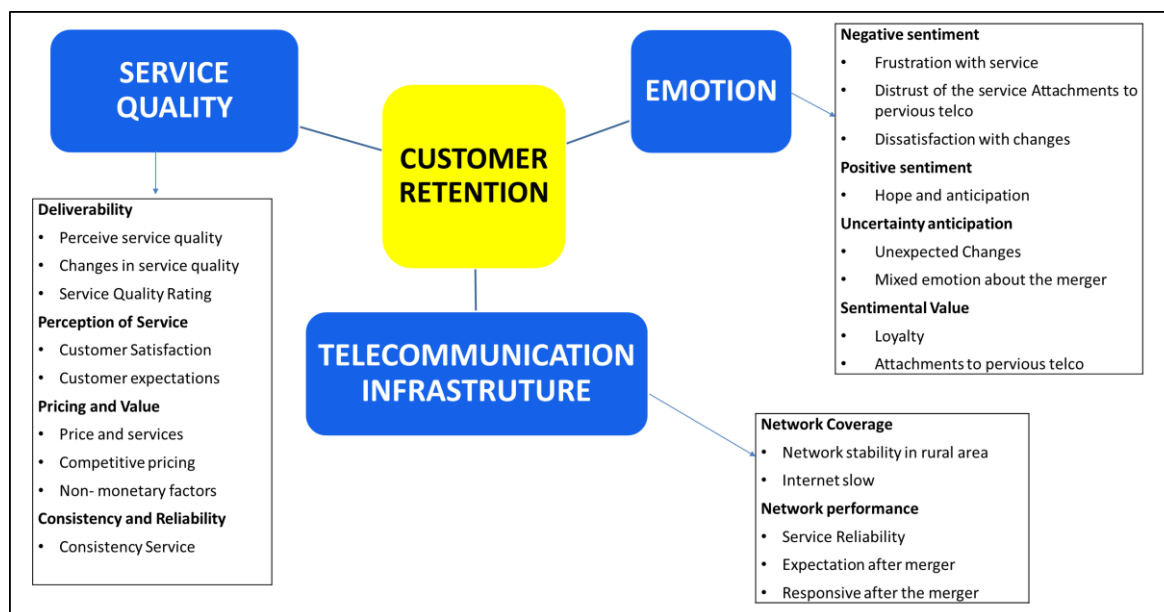 SERVICE
QUALITY
CUSTOMER
RETENTION
EMOTION
TELECOMMUNICATION
INFRASTRUTURE
Deliverability
• Perceive service quality
• Changes in service quality
• Service Quality Rating
Perception of Service
• Customer Satisfaction
• Customer expectations
Pricing and Value
• Price and services
• Competitive pricing
• Non- monetary factors
Consistency and Reliability
• Consistency Service
Negative sentiment
• Frustration with service
• Distrust of the service Attachments to
pervious telco
• Dissatisfaction with changes
Positive sentiment
• Hope and anticipation
Uncertainty anticipation
• Unexpected Changes
• Mixed emotion about the merger
Sentimental Value
• Loyalty
• Attachments to pervious telco
Network Coverage
• Network stability in rural area
• Internet slow
Network performance
• Service Reliability
• Expectation after merger
• Responsive after the merger